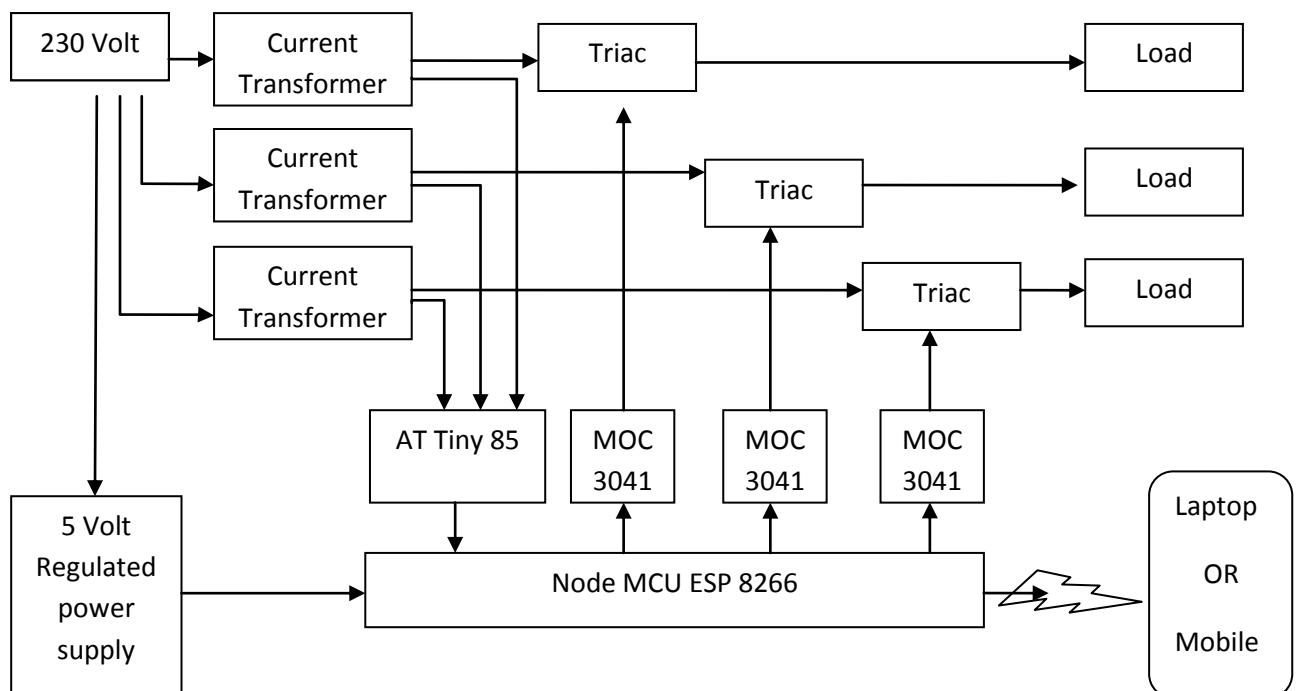 230 Volt
Current
Transformer
Triac
Load
Current
Transformer
Triac
Load
Current
Transformer
Triac
Load
AT Tiny 85
MOC
3041
MOC
3041
MOC
3041
5 Volt
Regulated
power
supply
Node MCU ESP 8266
Laptop
OR
Mobile